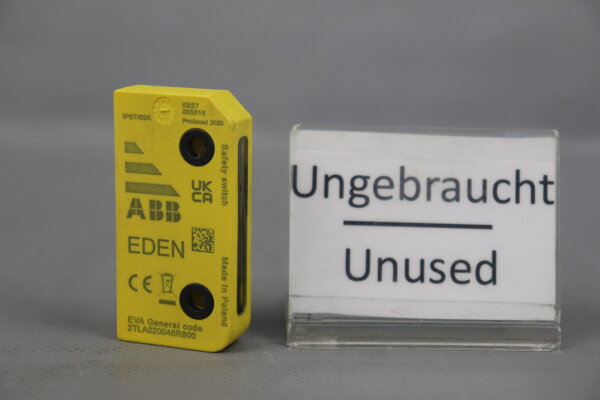 IP67/69K
KB27
000818
Produced 2022
Safety switch
UK
CA
ABB
EDEN
CE
Made in Poland
EVA General code
2TLA020046R800
Ungebraucht
Unused